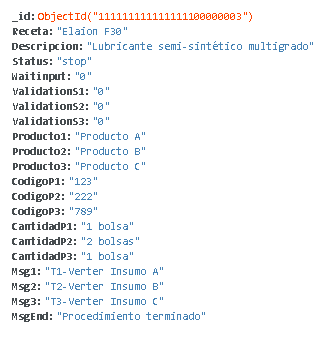 _id: ObjectId("111111111111111100000003")
Receta: "Elaion F30"
Descripcion: "Lubricante semi-sintético multigrado"
Status: "stop"
Waitinput: "0"
ValidationS1: "0"
ValidationS2: "0"
ValidationS3: "0"
Producto1: "Producto A"
Producto2: "Producto B"
Producto3: "Producto C"
CodigoP1: "123"
CodigoP2: "222"
CodigoP3: "789"
CantidadP1: "1 bolsa"
CantidadP2: "2 bolsas"
CantidadP3: "1 bolsa"
Msg1: "T1-Verter Insumo A"
Msg2: "T2-Verter Insumo B"
Msg3: "T3-Verter Insumo C"
MsgEnd: "Procedimiento terminado"